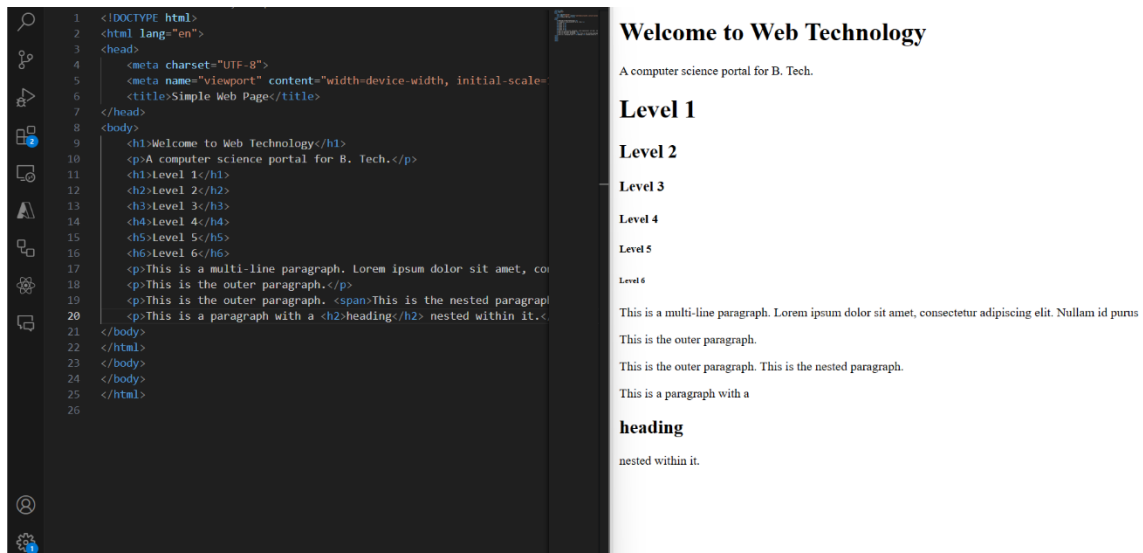 1 <!DOCTYPE html>
2 <html lang="en">
3 <head>
4 <meta charset="UTF-8">
5 <meta name="viewport" content="width=device-width, initial-scale=
6 <title>Simple Web Page</title>
7 </head>
8 <body>
9 <h1>Welcome to Web Technology</h1>
10 <p>A computer science portal for B. Tech.</p>
11 <h1>Level 1</h1>
12 <h2>Level 2</h2>
13 <h3>Level 3</h3>
14 <h4>Level 4</h4>
15 <h5>Level 5</h5>
16 <h6>Level 6</h6>
17 <p>This is a multi-line paragraph. Lorem ipsum dolor sit amet, co
18 <p>This is the outer paragraph.</p>
19 <p>This is the outer paragraph. <span>This is the nested paragrap
20 <p>This is a paragraph with a <h2>heading</h2> nested within it.<
21 </body>
22 </html>
23 </body>
24 </body>
25 </html>
26
2
1
Welcome to Web Technology
A computer science portal for B. Tech.
Level 1
Level 2
Level 3
Level 4
Level 5
Level 6
This is a multi-line paragraph. Lorem ipsum dolor sit amet, consectetur adipiscing elit. Nullam id purus
This is the outer paragraph.
This is the outer paragraph. This is the nested paragraph.
This is a paragraph with a
heading
nested within it.